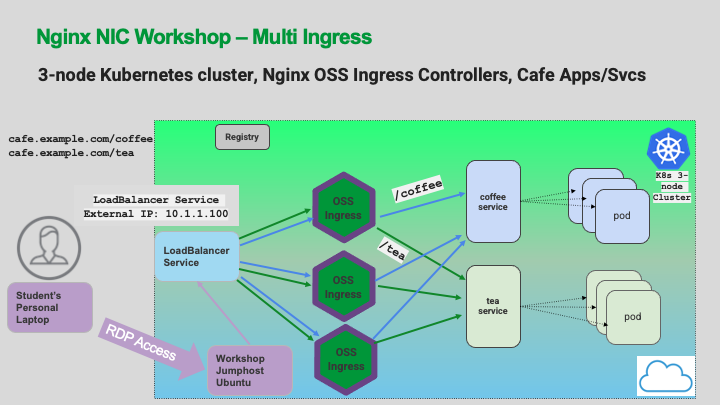 Nginx NIC Workshop – Multi Ingress
3-node Kubernetes cluster, Nginx OSS Ingress Controllers, Cafe Apps/Svcs
cafe.example.com/coffee
cafe.example.com/tea
Registry
K8s 3-
node
Cluster
LoadBalancer Service
External IP: 10.1.1.100
OSS
Ingress
/coffee
coffee
service
pod
LoadBalancer
Service
/tea
OSS
Ingress
tea
service
pod
Student's
Personal
Laptop
RDP Access
Workshop
Jumphost
Ubuntu
OSS
Ingress